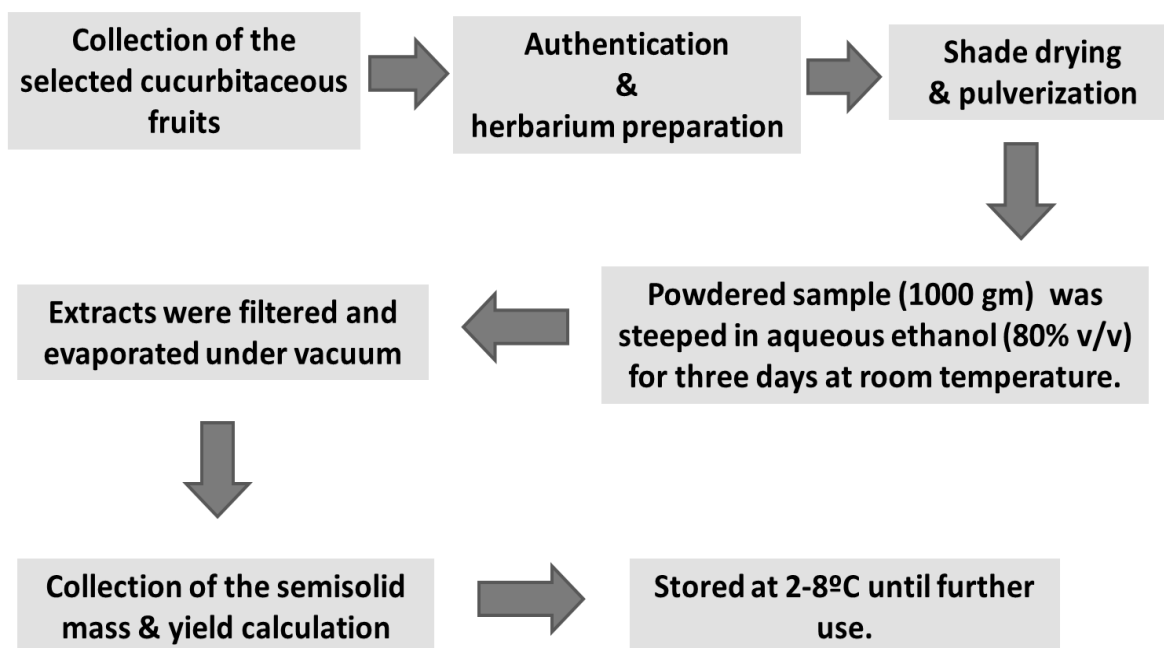 Collection of the
selected cucurbitaceous
fruits
Authentication
&
herbarium preparation
Shade drying
& pulverization
Powdered sample (1000 gm) was
steeped in aqueous ethanol (80% v/v)
for three days at room temperature.
Extracts were filtered and
evaporated under vacuum
Collection of the semisolid
mass & yield calculation
Stored at 2-8ºC until further
use.